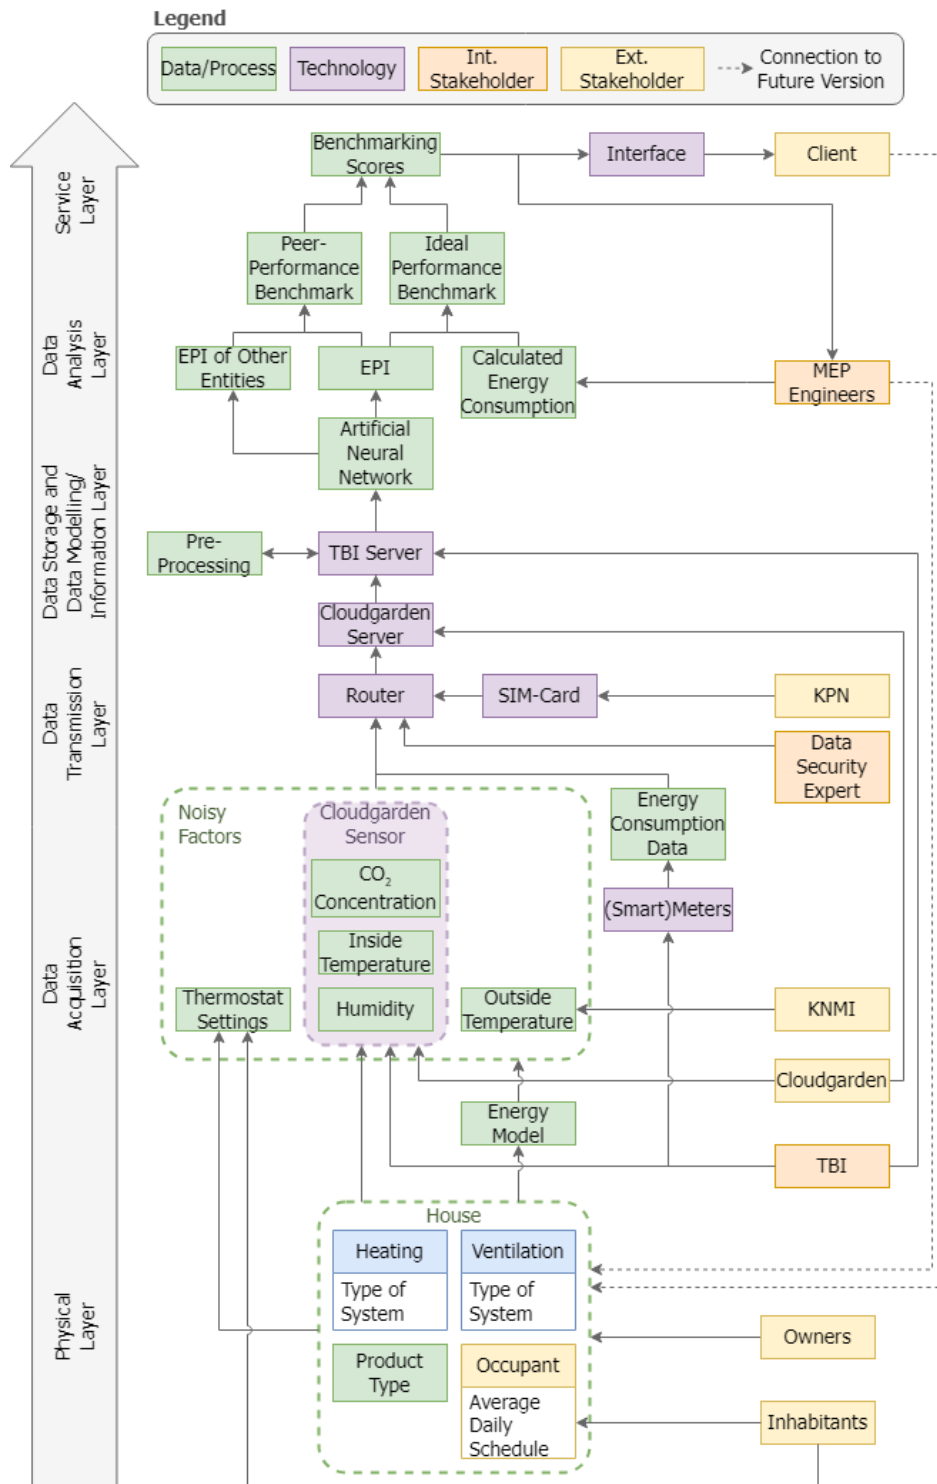 Legend
Data/Process
Technology
Int.
Stakeholder
Ext.
Stakeholder
Connection to
Future Version
Service
Layer
Benchmarking
Scores
Interface
Client
Peer-
Performance
Benchmark
Ideal
Performance
Benchmark
Data
Analysis
Layer
EPI of Other
Entities
EPI
Calculated
Energy
Consumption
MEP
Engineers
Artificial
Neural
Network
Data Storage and
Data Modelling/
Information Layer
Pre-
Processing
TBI Server
Cloudgarden
Server
Data
Transmission
Layer
Router
SIM-Card
KPN
Data
Security
Expert
Noisy
Factors
Cloudgarden
Sensor
Energy
Consumption
Data
CO₂
Concentration
(Smart)Meters
Inside
Temperature
Data
Acquisition
Layer
Thermostat
Settings
Humidity
Outside
Temperature
KNMI
Cloudgarden
Energy
Model
TBI
House
Heating
Type of
System
Ventilation
Type of
System
Physical
Layer
Owners
Product
Type
Occupant
Average
Daily
Schedule
Inhabitants